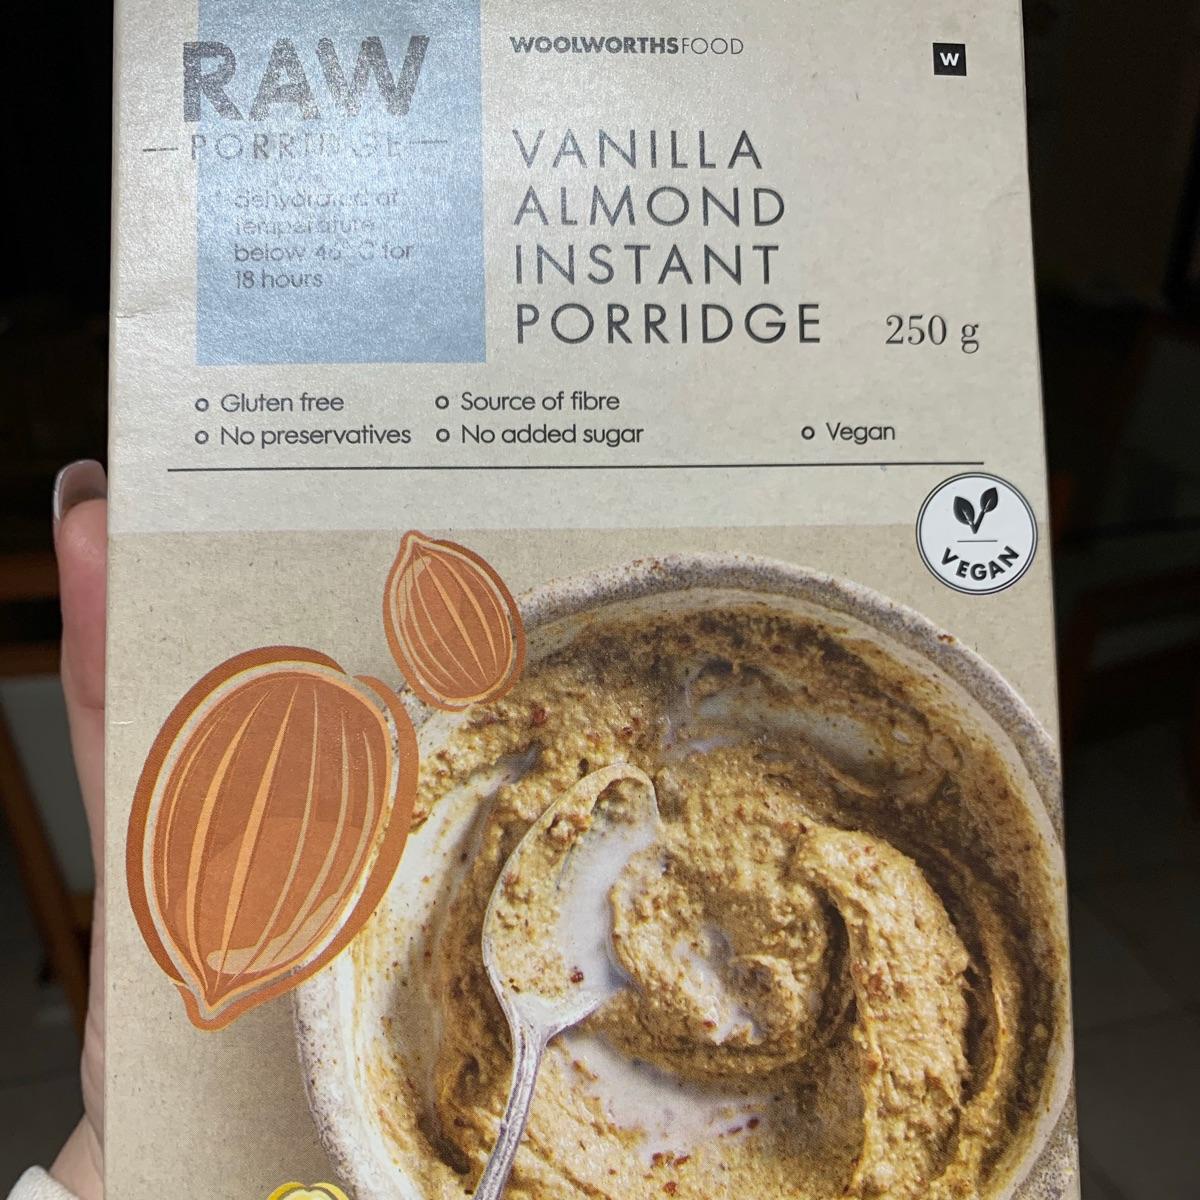 RAW
PORRIDGE
dehydrated at
temperature
below 46°C for
18 hours
WOOLWORTHSFOOD
W
VANILLA
ALMOND
INSTANT
PORRIDGE
250 g
Gluten free
Source of fibre
No preservatives
No added sugar
Vegan
VEGAN